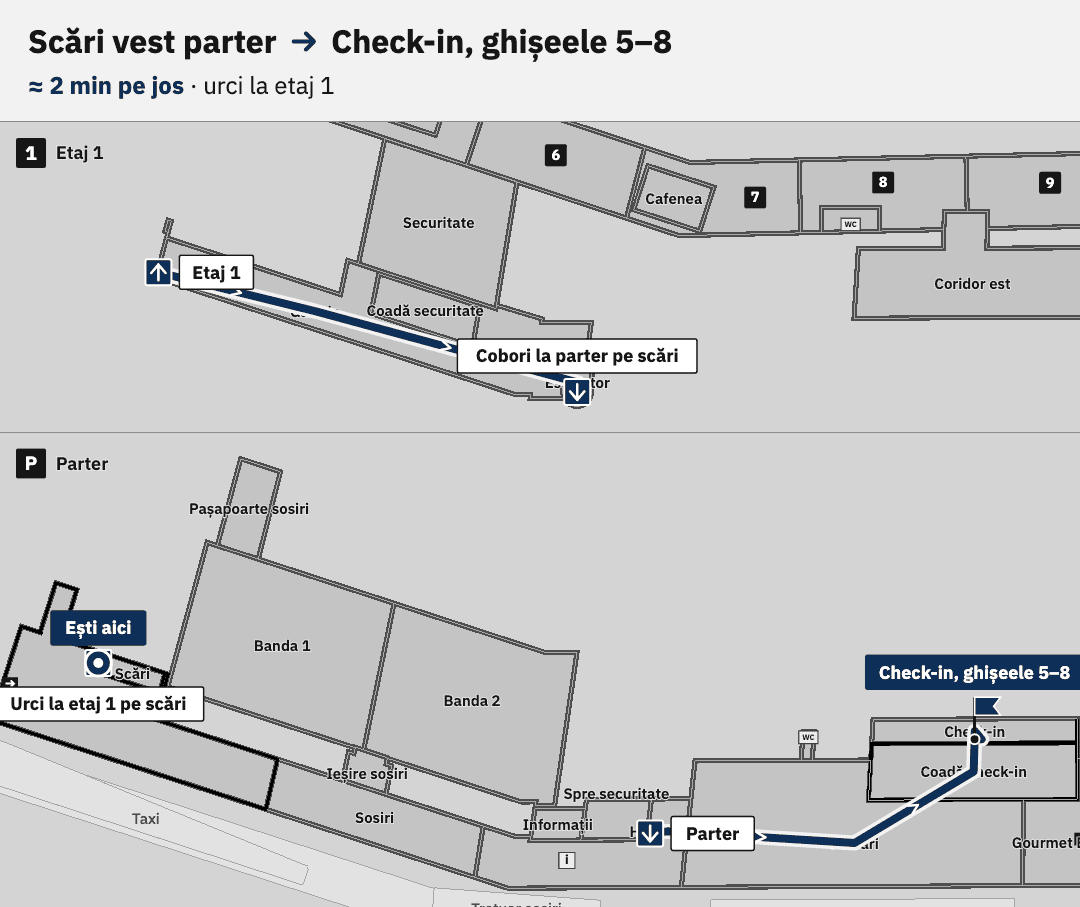 Scări vest parter → Check-in, ghișeele 5–8
≈ 2 min pe jos · urci la etaj 1
1 Etaj 1
6
Cafenea
7
8
9
WC
Securitate
Coridor est
Etaj 1
Coadă securitate
Cobori la parter pe scări
P Parter
Pașapoarte sosiri
Ești aici
Banda 1
Scări
Urci la etaj 1 pe scări
Banda 2
Check-in, ghișeele 5–8
WC
Ieșire sosiri
Spre securitate
Taxi
Sosiri
Informații
Parter
i
Gourmet